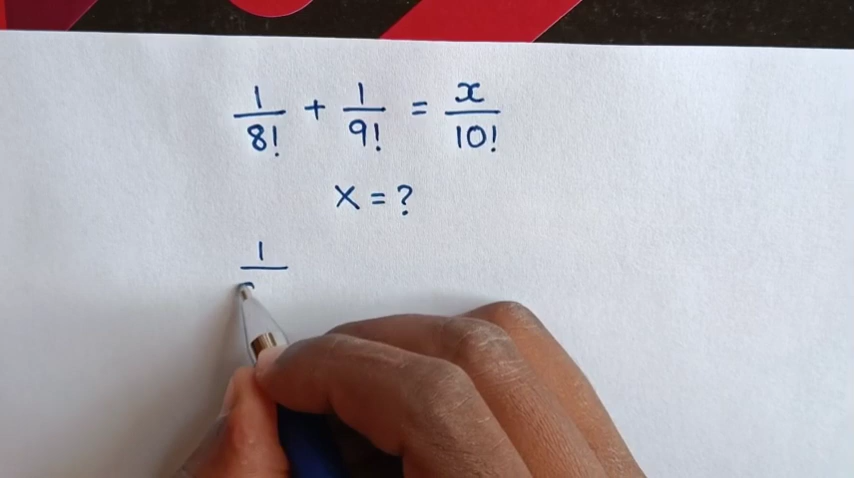 1/8! + 1/9! = x/10!
x = ?
1